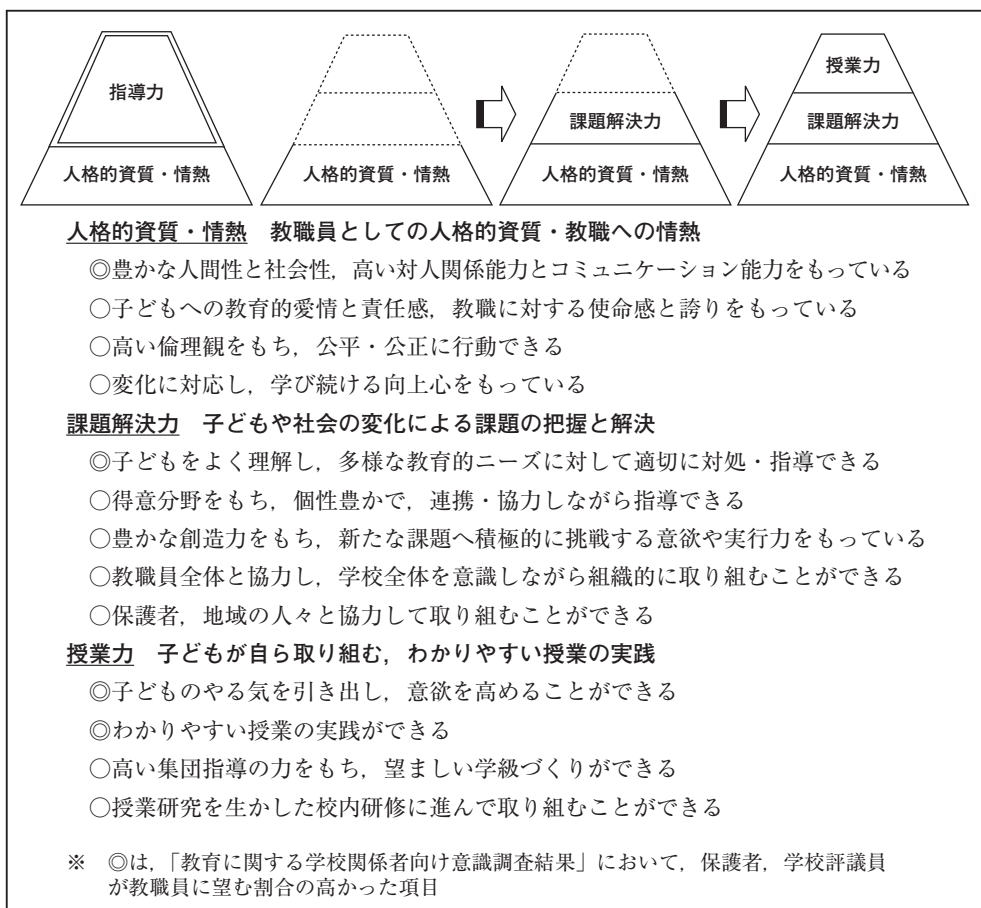 指導力
人格的資質・情熱
人格的資質・情熱
課題解決力
人格的資質・情熱
授業力
課題解決力
人格的資質・情熱
人格的資質・情熱　教職員としての人格的資質・教職への情熱
◎豊かな人間性と社会性，高い対人関係能力とコミュニケーション能力をもっている
○子どもへの教育的愛情と責任感，教職に対する使命感と誇りをもっている
○高い倫理観をもち，公平・公正に行動できる
○変化に対応し，学び続ける向上心をもっている
課題解決力　子どもや社会の変化による課題の把握と解決
◎子どもをよく理解し，多様な教育的ニーズに対して適切に対処・指導できる
○得意分野をもち，個性豊かで，連携・協力しながら指導できる
○豊かな創造力をもち，新たな課題へ積極的に挑戦する意欲や実行力をもっている
○教職員全体と協力し，学校全体を意識しながら組織的に取り組むことができる
○保護者，地域の人々と協力して取り組むことができる
授業力　子どもが自ら取り組む，わかりやすい授業の実践
◎子どものやる気を引き出し，意欲を高めることができる
◎わかりやすい授業の実践ができる
○高い集団指導の力をもち，望ましい学級づくりができる
○授業研究を生かした校内研修に進んで取り組むことができる
※　◎は，「教育に関する学校関係者向け意識調査結果」において，保護者，学校評議員
が教職員に望む割合の高かった項目